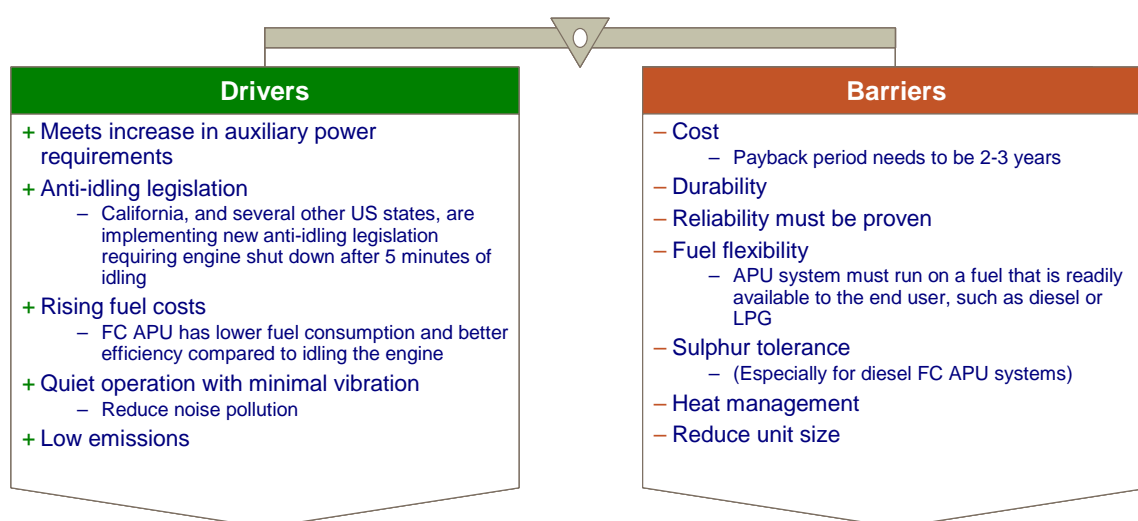 Drivers
+ Meets increase in auxiliary power
requirements
+ Anti-idling legislation
– California, and several other US states, are
implementing new anti-idling legislation
requiring engine shut down after 5 minutes of
idling
+ Rising fuel costs
– FC APU has lower fuel consumption and better
efficiency compared to idling the engine
+ Quiet operation with minimal vibration
– Reduce noise pollution
+ Low emissions
Barriers
– Cost
– Payback period needs to be 2-3 years
– Durability
– Reliability must be proven
– Fuel flexibility
– APU system must run on a fuel that is readily
available to the end user, such as diesel or
LPG
– Sulphur tolerance
– (Especially for diesel FC APU systems)
– Heat management
– Reduce unit size